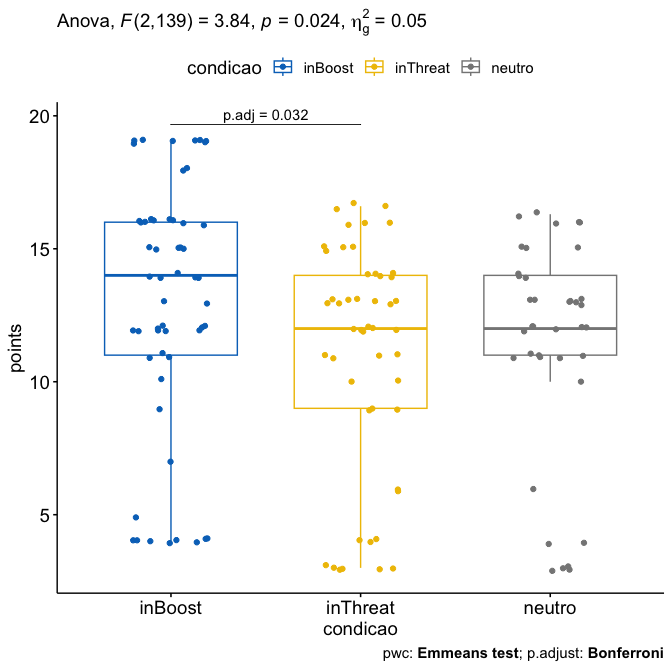 Anova, F(2,139) = 3.84, p = 0.024, η²g = 0.05
condicao inBoost inThreat neutro
20
p.adj = 0.032
15
points
10
5
inBoost inThreat neutro
condicao
pwc: Emmeans test; p.adjust: Bonferroni